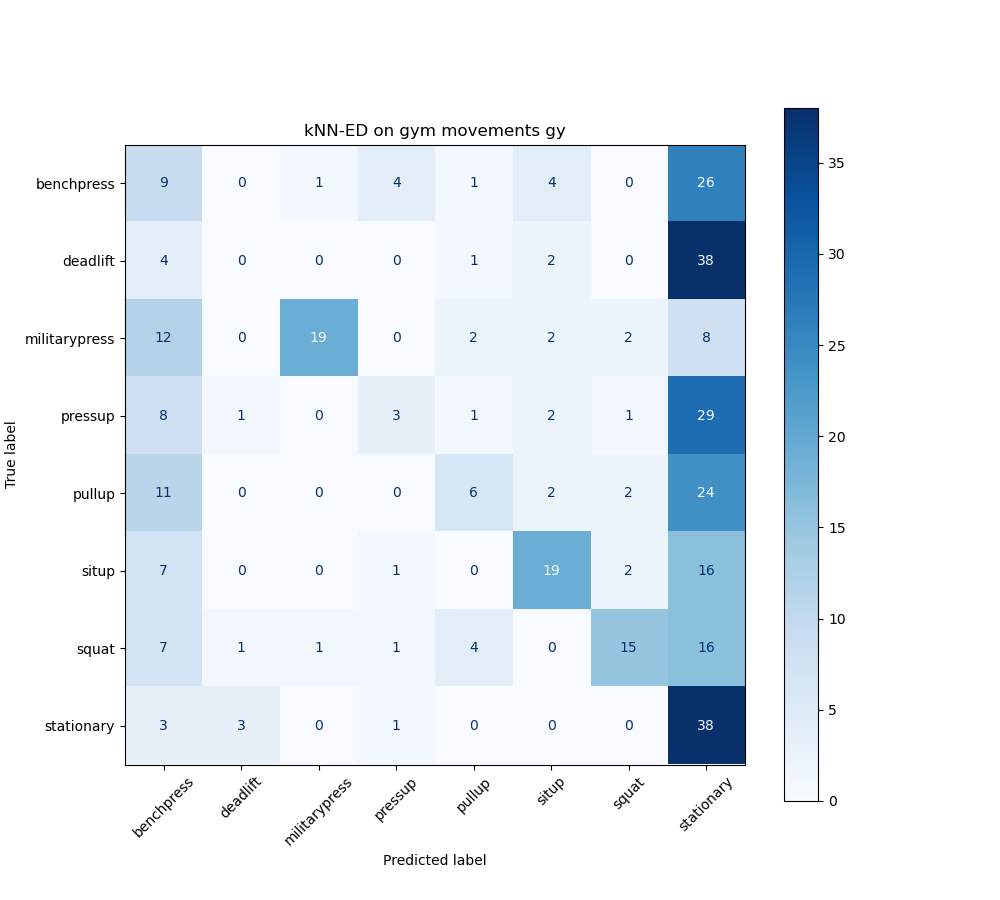 kNN-ED on gym movements gy
True label
benchpress 9 0 1 4 1 4 0 26
deadlift 4 0 0 0 1 2 0 38
militarypress 12 0 19 0 2 2 2 8
pressup 8 1 0 3 1 2 1 29
pullup 11 0 0 0 6 2 2 24
situp 7 0 0 1 0 19 2 16
squat 7 1 1 1 4 0 15 16
stationary 3 3 0 1 0 0 0 38
benchpress deadlift militarypress pressup pullup situp squat stationary
Predicted label
35
30
25
20
15
10
5
0